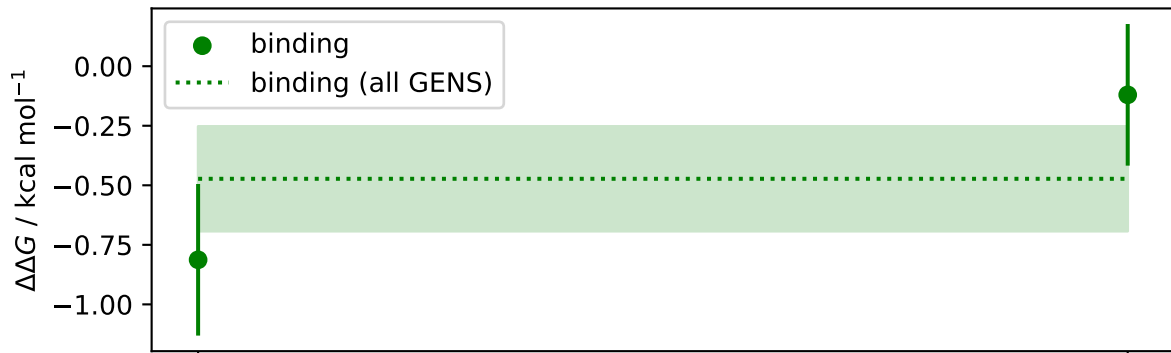 binding
binding (all GENS)
0.00
−0.25
−0.50
−0.75
−1.00
ΔΔG / kcal mol⁻¹